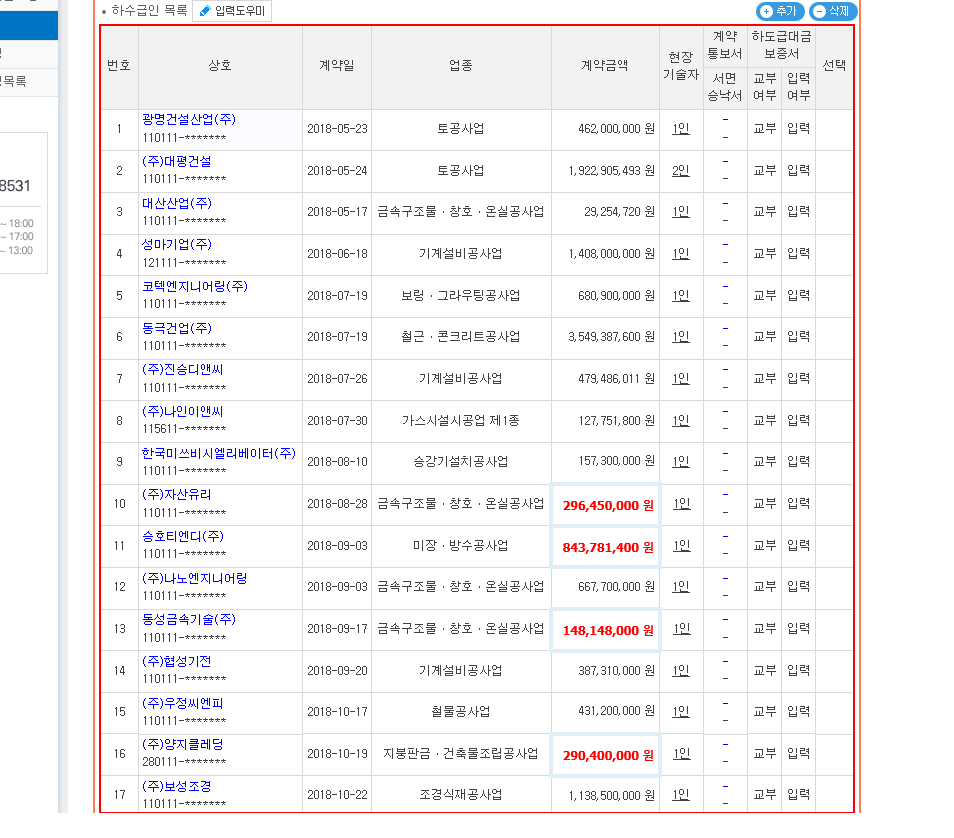 하수급인 목록 입력도우미 추가 삭제
목록
8531
~ 18:00
~ 17:00
~ 13:00
번호 상호 계약일 업종 계약금액 현장 기술자 계약 통보서 하도급대금 보증서 선택
서면 승낙서 교부 여부 입력 여부
1 광명건설산업(주) 2018-05-23 토공사업 462,000,000 원 1인 - 교부 입력
110111-******* -
2 (주)대평건설 2018-05-24 토공사업 1,922,905,493 원 2인 - 교부 입력
110111-******* -
3 대산산업(주) 2018-05-17 금속구조물·창호·온실공사업 29,254,720 원 1인 - 교부 입력
110111-******* -
4 성마기업(주) 2018-06-18 기계설비공사업 1,408,000,000 원 1인 - 교부 입력
121111-******* -
5 코텍엔지니어링(주) 2018-07-19 보링·그라우팅공사업 680,900,000 원 1인 - 교부 입력
110111-******* -
6 동극건업(주) 2018-07-19 철근·콘크리트공사업 3,549,387,600 원 1인 - 교부 입력
110111-******* -
7 (주)진승디앤씨 2018-07-26 기계설비공사업 479,486,011 원 1인 - 교부 입력
110111-******* -
8 (주)나인이앤씨 2018-07-30 가스시설시공업 제1종 127,751,800 원 1인 - 교부 입력
115611-******* -
9 한국미쓰비시엘리베이터(주) 2018-08-10 승강기설치공사업 157,300,000 원 1인 - 교부 입력
110111-******* -
10 (주)자산유리 2018-08-28 금속구조물·창호·온실공사업 296,450,000 원 1인 - 교부 입력
110111-******* -
11 승호티엔디(주) 2018-09-03 미장·방수공사업 843,781,400 원 1인 - 교부 입력
110111-******* -
12 (주)나노엔지니어링 2018-09-03 금속구조물·창호·온실공사업 667,700,000 원 1인 - 교부 입력
110111-******* -
13 동성금속기술(주) 2018-09-17 금속구조물·창호·온실공사업 148,148,000 원 1인 - 교부 입력
110111-******* -
14 (주)협성기전 2018-09-20 기계설비공사업 387,310,000 원 1인 - 교부 입력
110111-******* -
15 (주)우정씨엔피 2018-10-17 철물공사업 431,200,000 원 1인 - 교부 입력
110111-******* -
16 (주)양지클레딩 2018-10-19 지붕판금·건축물조립공사업 290,400,000 원 1인 - 교부 입력
280111-******* -
17 (주)보성조경 2018-10-22 조경식재공사업 1,138,500,000 원 1인 - 교부 입력
110111-******* -